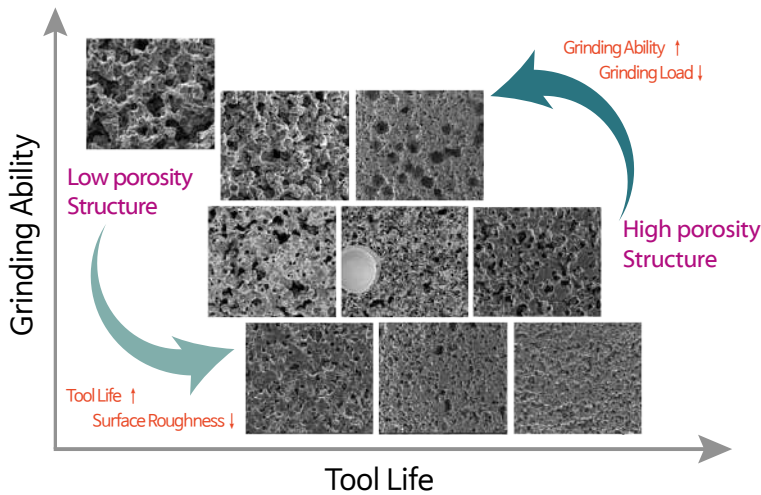 Grinding Ability ↑
Grinding Load ↓
Low porosity
Structure
High porosity
Structure
Grinding Ability
Tool Life ↑
Surface Roughness ↓
Tool Life